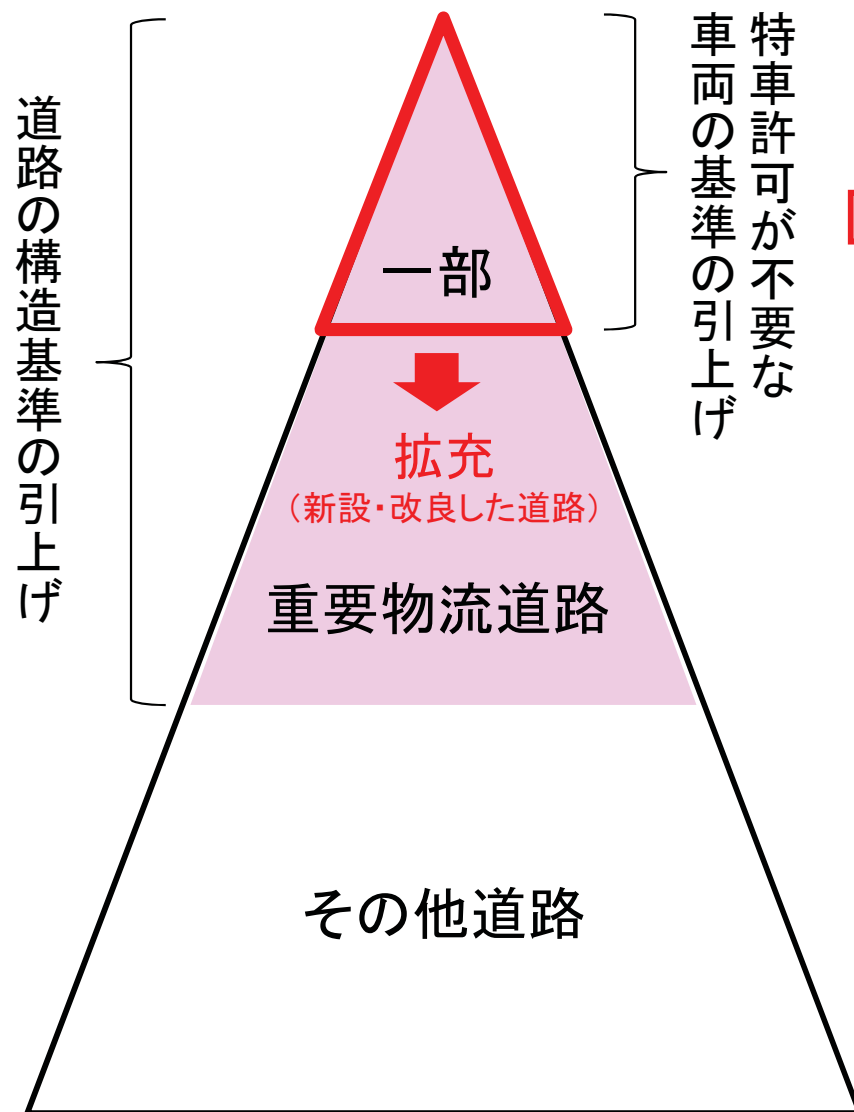 道路の構造基準の引上げ
特車許可が不要な
車両の基準の引上げ
一部
拡充
（新設・改良した道路）
重要物流道路
その他道路